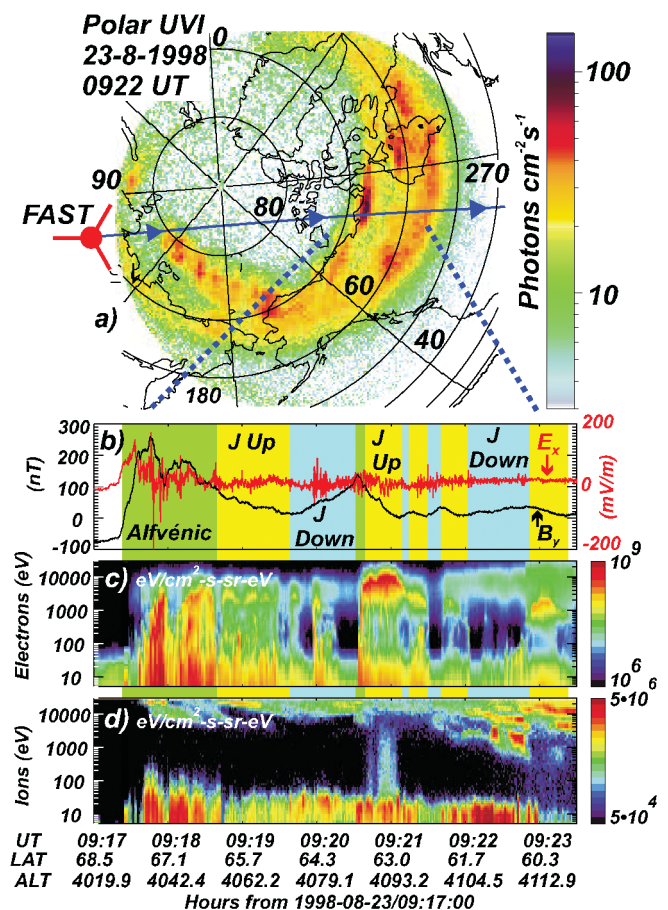 Polar UVI
23-8-1998
0922 UT
0
90
270
80
60
40
180
FAST
a)
100
10
Photons cm⁻² s⁻¹
b)
300
200
100
0
-100
(nT)
J Up
J Up
J Down
J Down
Alfvénic
Eₓ
B_y
200
0
-200
(mV/m)
c) eV/cm²-s-sr-eV
10000
1000
100
10
Electrons (eV)
10⁹
10⁶
d) eV/cm²-s-sr-eV
10000
1000
100
10
Ions (eV)
5•10⁵
5•10⁴
UT 09:17 09:18 09:19 09:20 09:21 09:22 09:23
LAT 68.5 67.1 65.7 64.3 63.0 61.7 60.3
ALT 4019.9 4042.4 4062.2 4079.1 4093.2 4104.5 4112.9
Hours from 1998-08-23/09:17:00